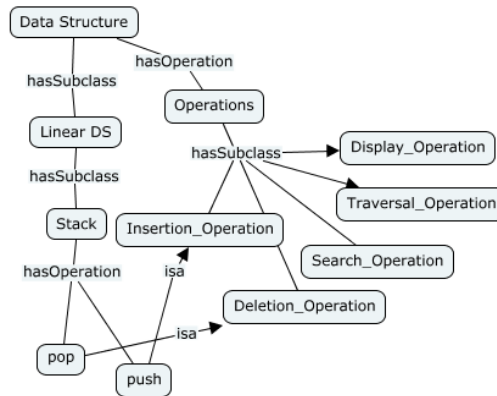 Data Structure
hasSubclass
hasOperation
Operations
Linear DS
hasSubclass
Display_Operation
hasSubclass
Traversal_Operation
Stack
Insertion_Operation
Search_Operation
hasOperation
isa
Deletion_Operation
isa
pop
push